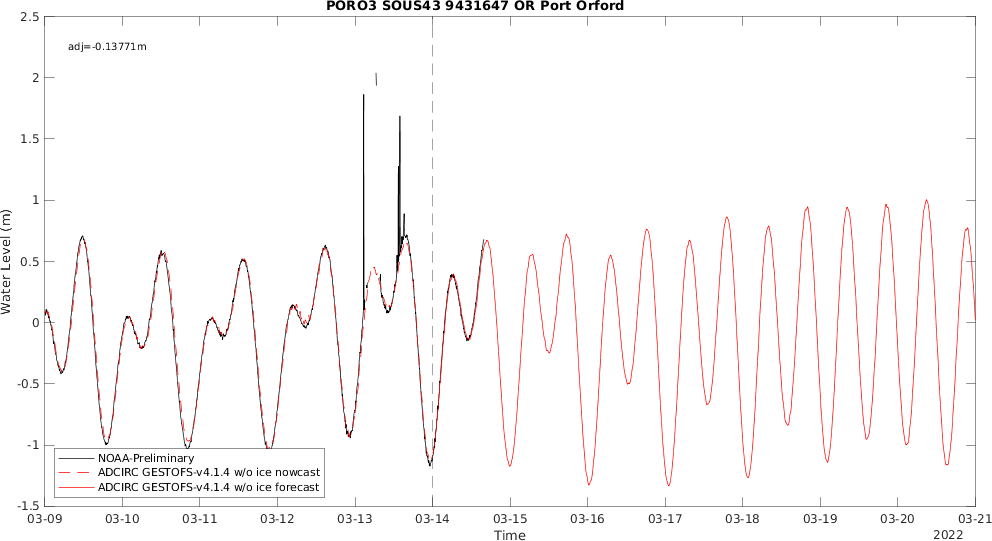 PORO3 SOUS43 9431647 OR Port Orford
adj=-0.13771m
Water Level (m)
2.5
2
1.5
1
0.5
0
-0.5
-1
-1.5
NOAA-Preliminary
ADCIRC GESTOFS-v4.1.4 w/o ice nowcast
ADCIRC GESTOFS-v4.1.4 w/o ice forecast
03-09 03-10 03-11 03-12 03-13 03-14 03-15 03-16 03-17 03-18 03-19 03-20 03-21
Time
2022